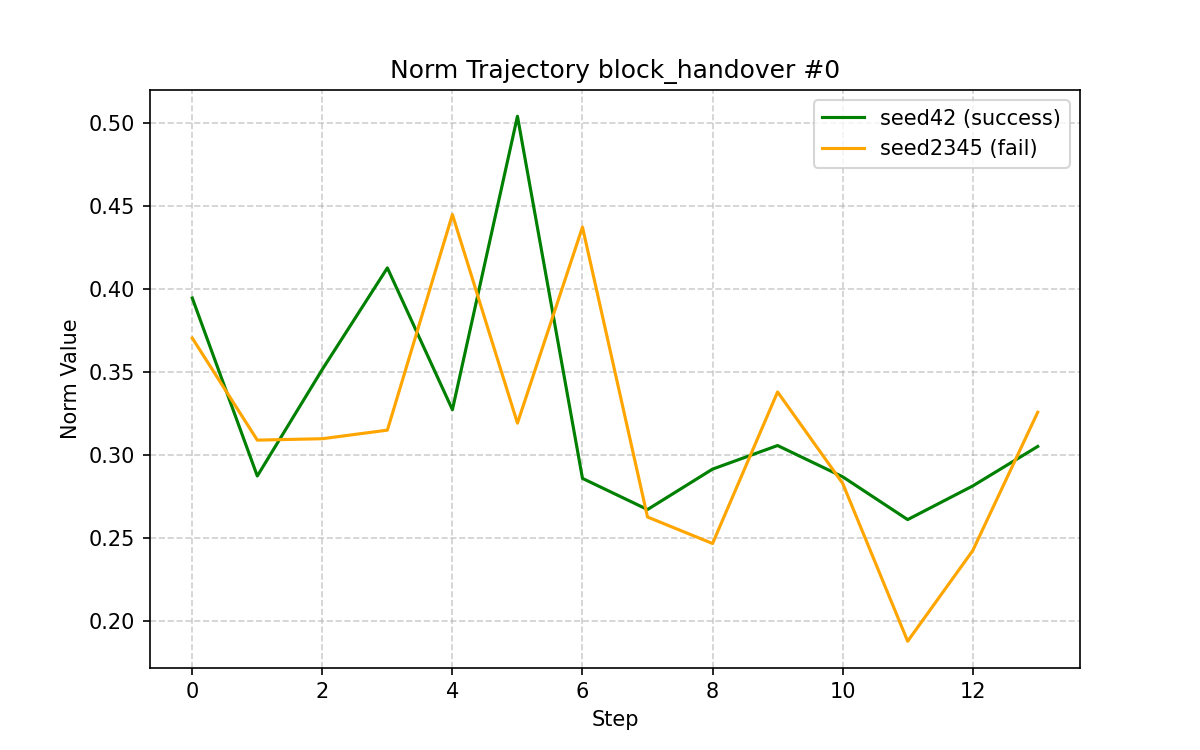 Norm Trajectory block_handover #0
seed42 (success)
seed2345 (fail)
Norm Value
0.50
0.45
0.40
0.35
0.30
0.25
0.20
0 2 4 6 8 10 12
Step